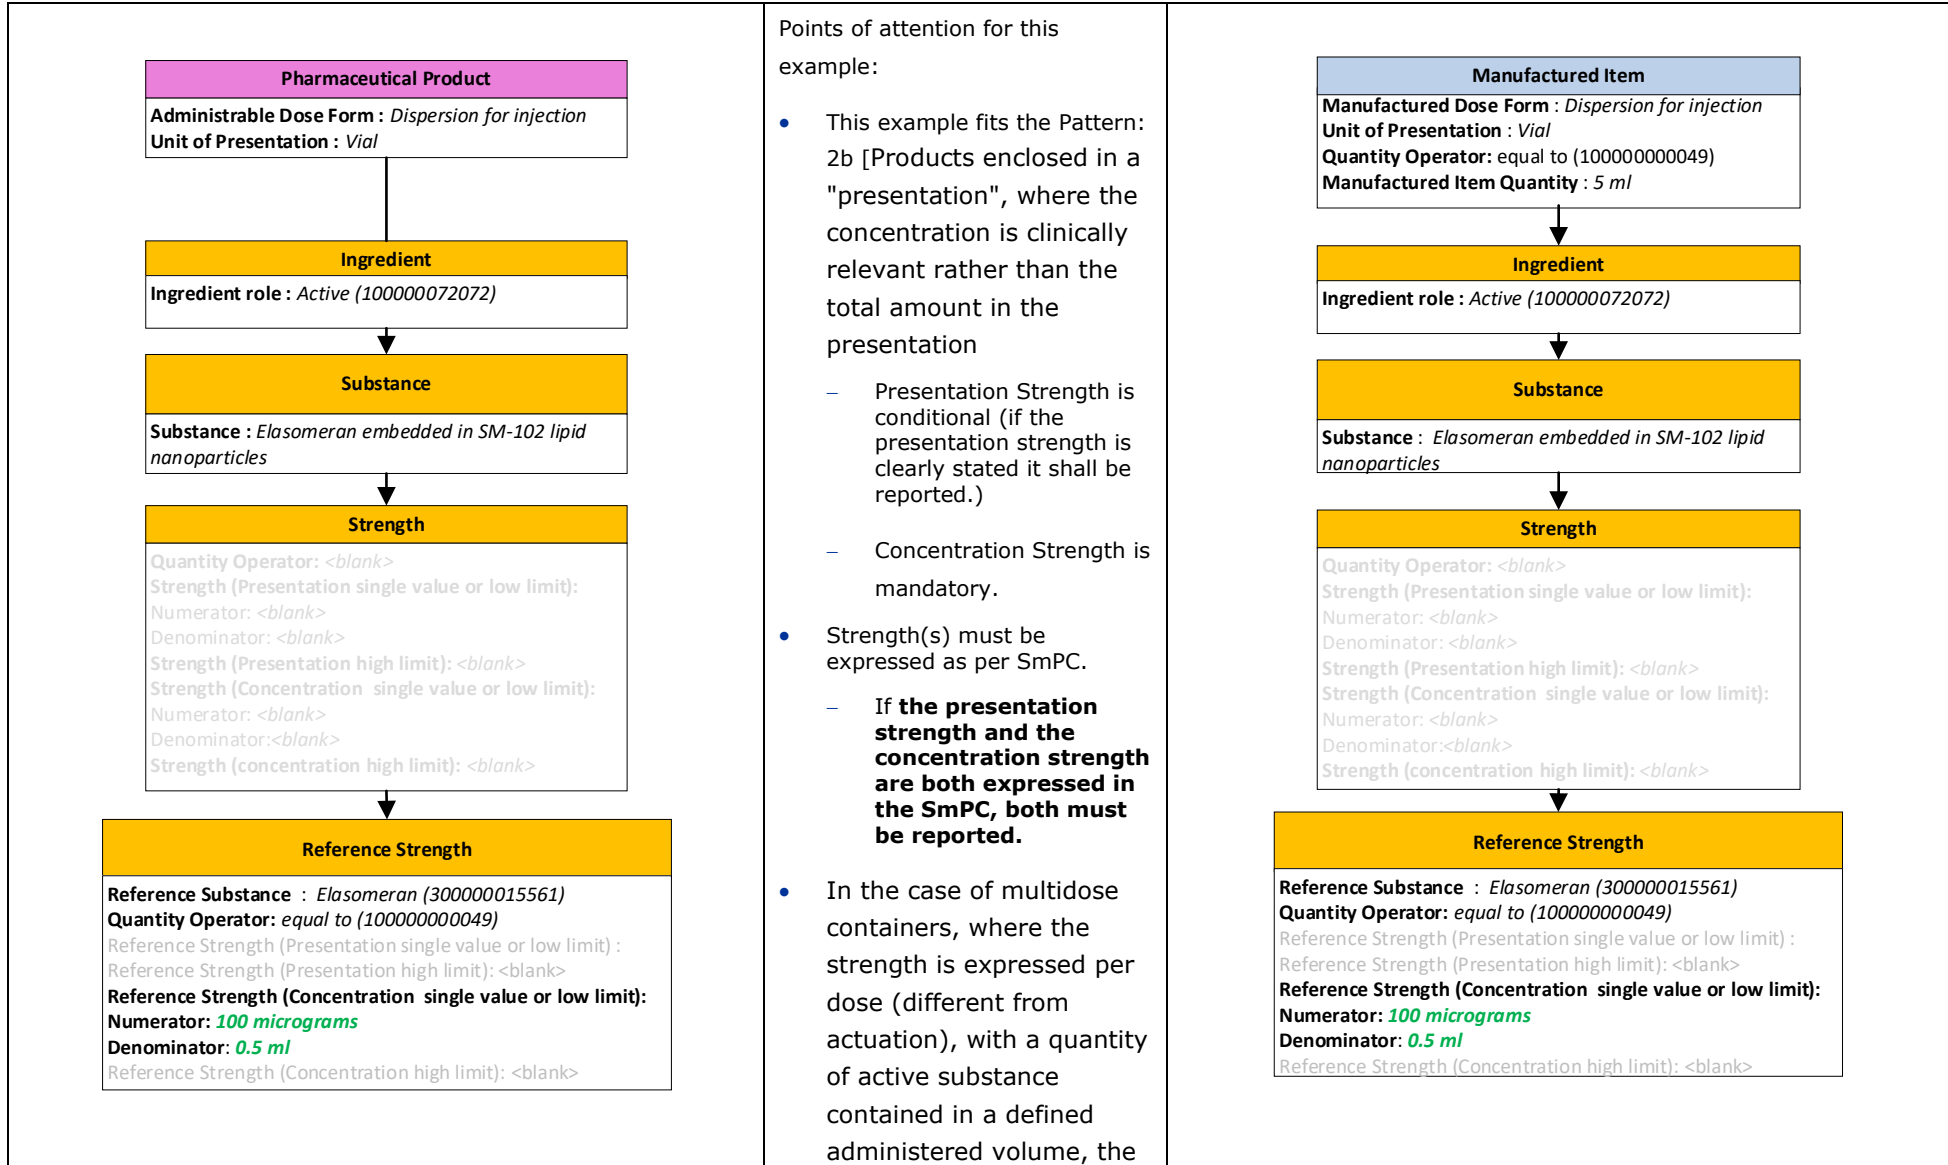 Pharmaceutical Product
Administrable Dose Form : Dispersion for injection
Unit of Presentation : Vial
Ingredient
Ingredient role : Active (100000072072)
Substance
Substance : Elasomeran embedded in SM-102 lipid
nanoparticles
Strength
Quantity Operator: <blank>
Strength (Presentation single value or low limit):
Numerator: <blank>
Denominator: <blank>
Strength (Presentation high limit): <blank>
Strength (Concentration  single value or low limit):
Numerator: <blank>
Denominator:<blank>
Strength (concentration high limit): <blank>
Reference Strength
Reference Substance  :  Elasomeran (300000015561)
Quantity Operator: equal to (100000000049)
Reference Strength (Presentation single value or low limit) :
Reference Strength (Presentation high limit): <blank>
Reference Strength (Concentration  single value or low limit):
Numerator: 100 micrograms
Denominator: 0.5 ml
Reference Strength (Concentration high limit): <blank>
Points of attention for this
example:
• This example fits the Pattern:
2b [Products enclosed in a
"presentation", where the
concentration is clinically
relevant rather than the
total amount in the
presentation
– Presentation Strength is
conditional (if the
presentation strength is
clearly stated it shall be
reported.)
– Concentration Strength is
mandatory.
• Strength(s) must be
expressed as per SmPC.
– If the presentation
strength and the
concentration strength
are both expressed in
the SmPC, both must
be reported.
• In the case of multidose
containers, where the
strength is expressed per
dose (different from
actuation), with a quantity
of active substance
contained in a defined
administered volume, the
Manufactured Item
Manufactured Dose Form : Dispersion for injection
Unit of Presentation : Vial
Quantity Operator: equal to (100000000049)
Manufactured Item Quantity : 5 ml
Ingredient
Ingredient role : Active (100000072072)
Substance
Substance :  Elasomeran embedded in SM-102 lipid
nanoparticles
Strength
Quantity Operator: <blank>
Strength (Presentation single value or low limit):
Numerator: <blank>
Denominator: <blank>
Strength (Presentation high limit): <blank>
Strength (Concentration  single value or low limit):
Numerator: <blank>
Denominator:<blank>
Strength (concentration high limit): <blank>
Reference Strength
Reference Substance  :  Elasomeran (300000015561)
Quantity Operator: equal to (100000000049)
Reference Strength (Presentation single value or low limit) :
Reference Strength (Presentation high limit): <blank>
Reference Strength (Concentration  single value or low limit):
Numerator: 100 micrograms
Denominator: 0.5 ml
Reference Strength (Concentration high limit): <blank>